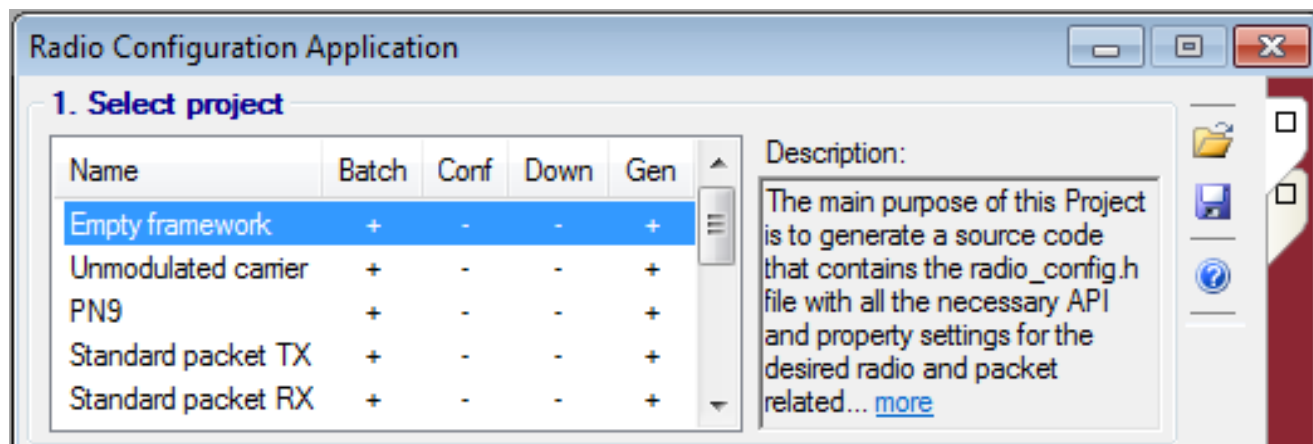 Radio Configuration Application
1. Select project
Name Batch Conf Down Gen
Empty framework + - - +
Unmodulated carrier + - - +
PN9 + - - +
Standard packet TX + - - +
Standard packet RX + - - +
Description:
The main purpose of this Project
is to generate a source code
that contains the radio_config.h
file with all the necessary API
and property settings for the
desired radio and packet
related... more